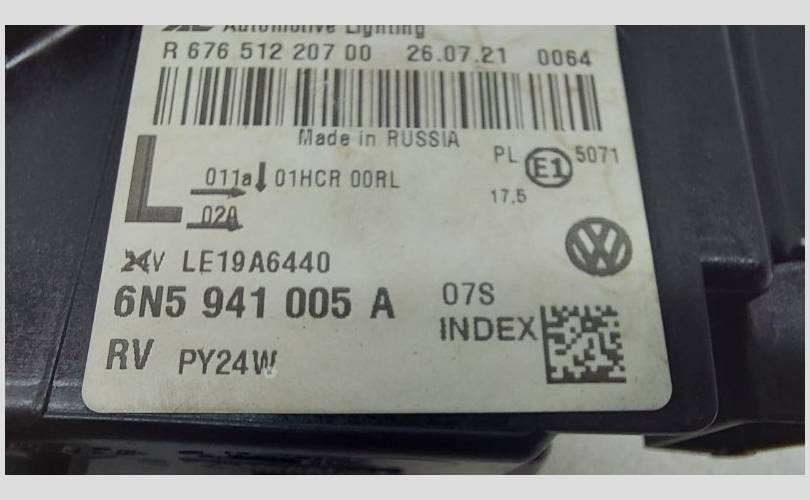 Automotive Lighting
R 676 512 207 00 26.07.21 0064
Made in RUSSIA
L
011a 01HCR 00RL
02A
PL E1 5071
17.5
24V LE19A6440
6N5 941 005 A
07S
INDEX
RV PY24W